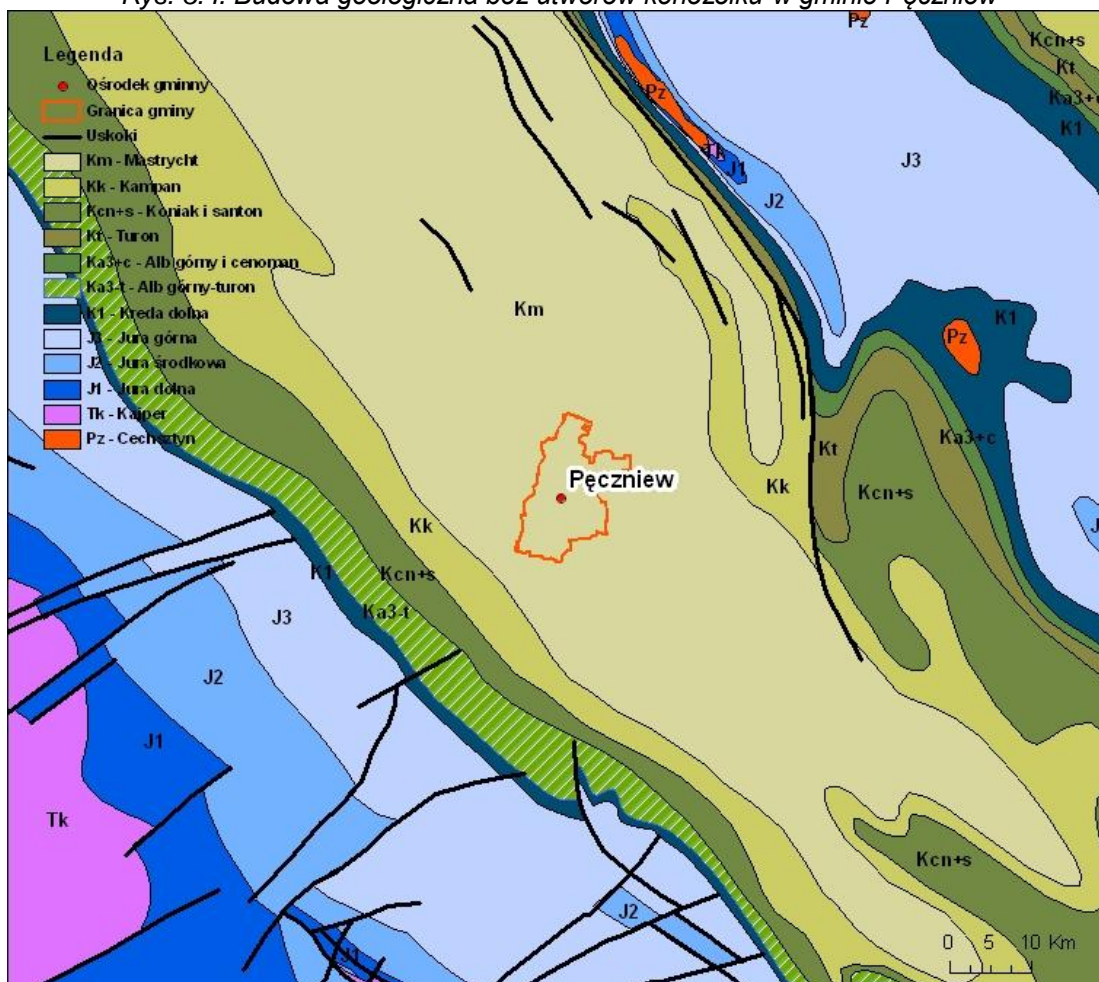 Rys. 3.1. Budowa geologiczna bez utworów kenozoiku w gminie Pęczniew
Legenda
Ośrodek gminny
Granica gminy
Uskoki
Km - Mastrycht
Kk - Kampan
Kcn+s - Koniak i santon
Kt - Turon
Ka3+c - Alb górny i cenoman
Ka3-t - Alb górny-turon
K1 - Kreda dolna
J3 - Jura górna
J2 - Jura środkowa
J1 - Jura dolna
Tk - Kajper
Pz - Cechsztyn
Pz
Kcn+s
Kt
Ka3+c
K1
Pz
Tk
J1
J2
J3
Km
K1
Pz
Pęczniew
Kt
Ka3+c
Kk
Kcn+s
Kk
J
K1
Kcn+s
Ka3-t
J3
J2
J1
Tk
Kcn+s
J2
J1
0 5 10 Km